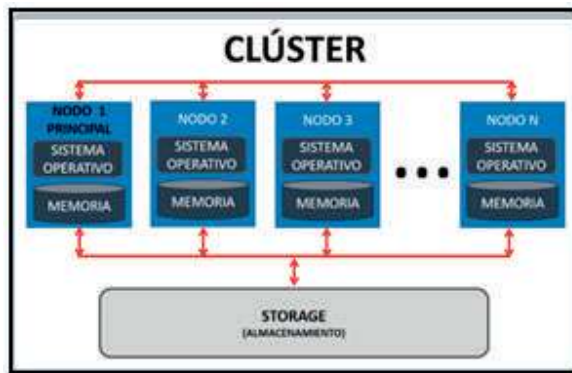 CLÚSTER
NODO 1
PRINCIPAL
SISTEMA
OPERATIVO
MEMORIA
NODO 2
SISTEMA
OPERATIVO
MEMORIA
NODO 3
SISTEMA
OPERATIVO
MEMORIA
...
NODO N
SISTEMA
OPERATIVO
MEMORIA
STORAGE
(ALMACENAMIENTO)